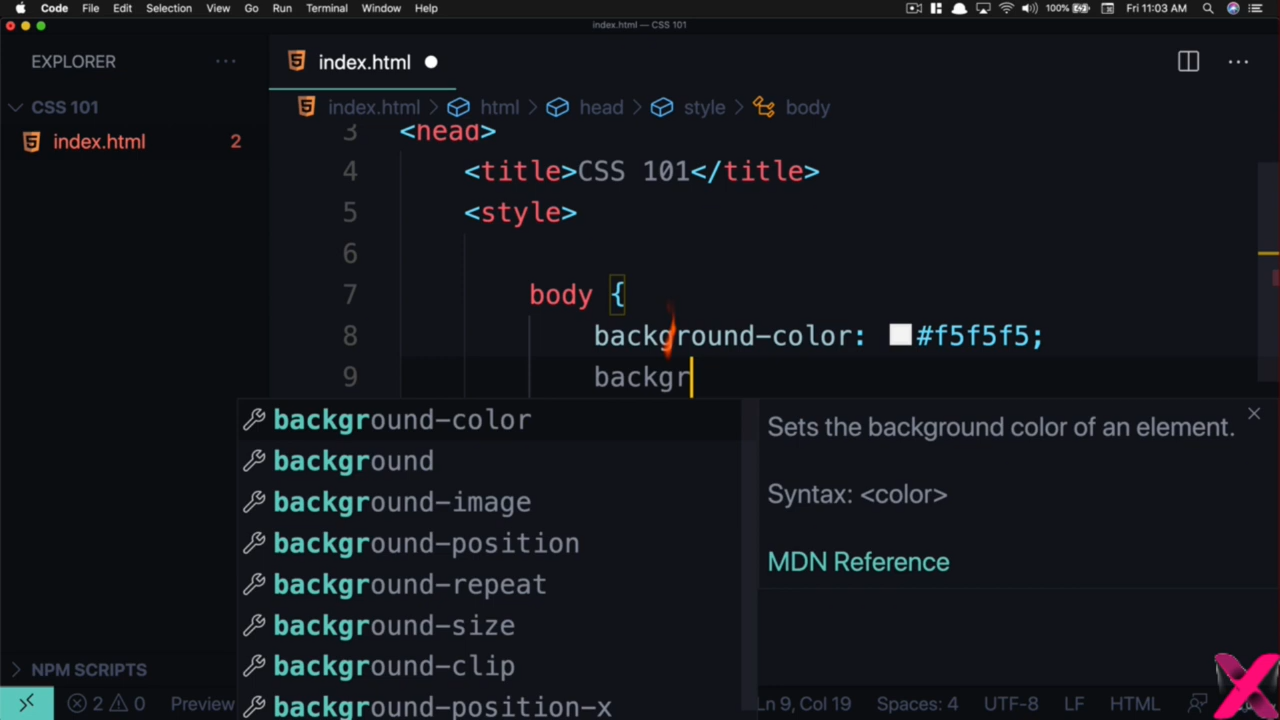 Code File Edit Selection View Go Run Terminal Window Help 100% Fri 11:03 AM
index.html — CSS 101
EXPLORER
index.html
CSS 101
index.html 2
index.html > html > head > style > body
3 <head>
4 <title>CSS 101</title>
5 <style>
6
7 body {
8 background-color: #f5f5f5;
9 backgr
background-color
background
background-image
background-position
background-repeat
background-size
background-clip
background-position-x
Sets the background color of an element.
Syntax: <color>
MDN Reference
NPM SCRIPTS
2 0 Preview Ln 9, Col 19 Spaces: 4 UTF-8 LF HTML
X